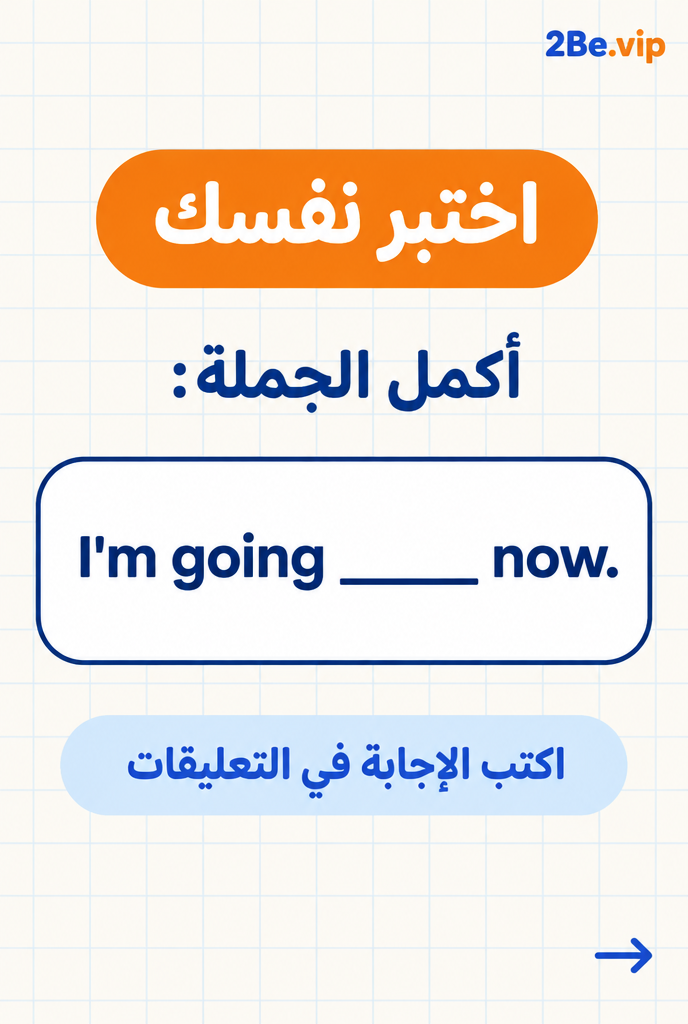 2Be.vip
اختبر نفسك
أكمل الجملة:
I'm going _____ now.
اكتب الإجابة في التعليقات